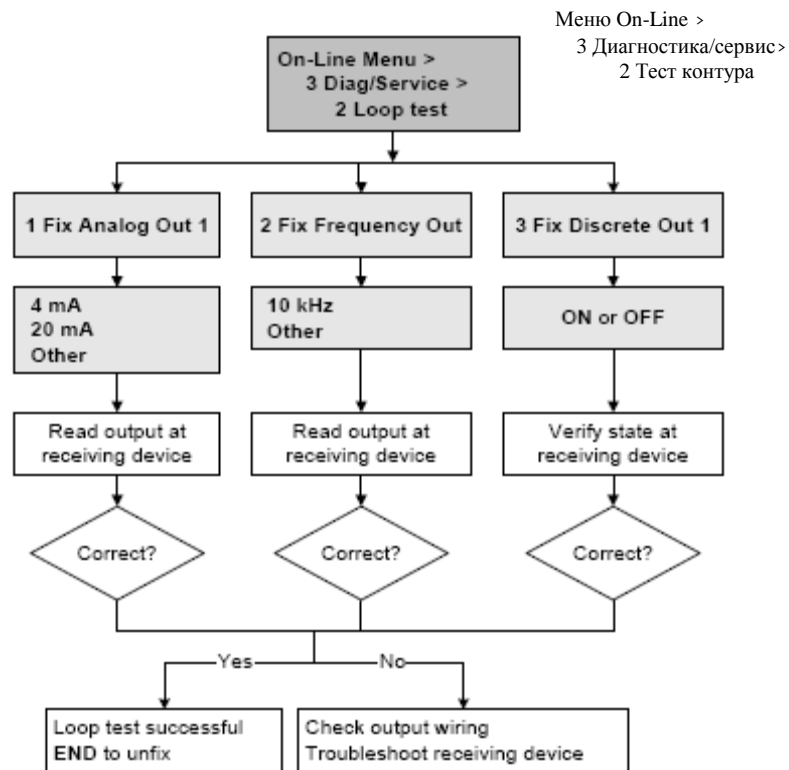 Меню On-Line >
3 Диагностика/сервис>
2 Тест контура
On-Line Menu >
3 Diag/Service >
2 Loop test
1 Fix Analog Out 1
2 Fix Frequency Out
3 Fix Discrete Out 1
4 mA
20 mA
Other
10 kHz
Other
ON or OFF
Read output at
receiving device
Read output at
receiving device
Verify state at
receiving device
Correct?
Correct?
Correct?
Yes
No
Loop test successful
END to unfix
Check output wiring
Troubleshoot receiving device